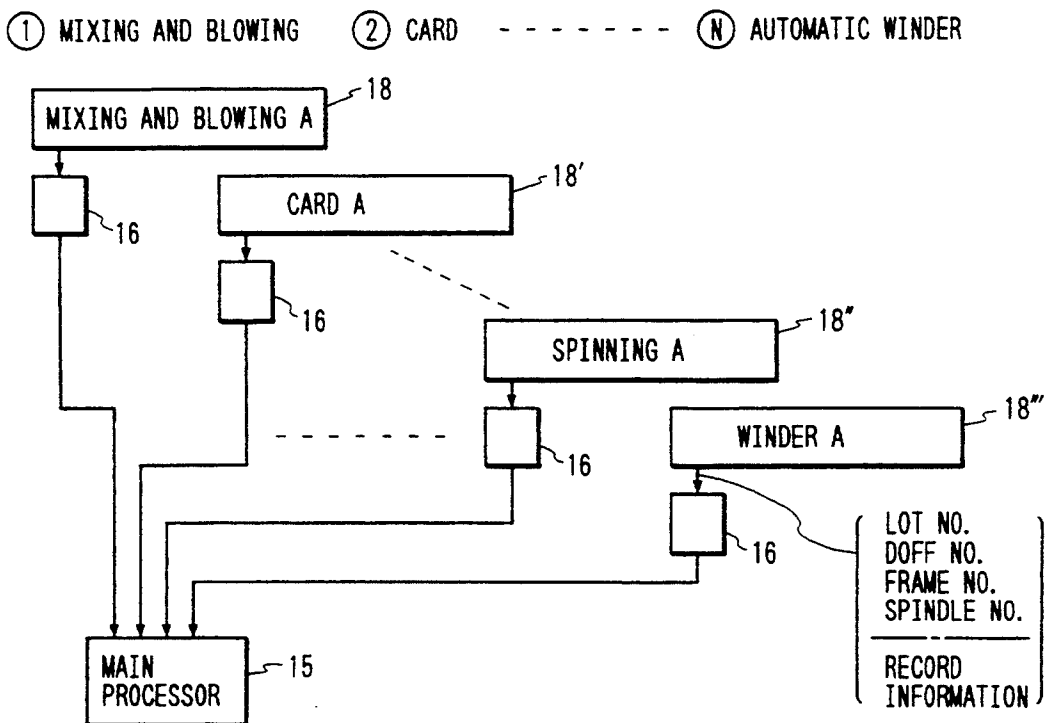 1 MIXING AND BLOWING 2 CARD N AUTOMATIC WINDER
18
MIXING AND BLOWING A
16
18'
CARD A
16
18"
SPINNING A
16
18"'
WINDER A
16
LOT NO.
DOFF NO.
FRAME NO.
SPINDLE NO.
RECORD
INFORMATION
MAIN
PROCESSOR
15